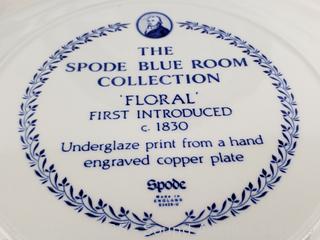 THE
SPODE BLUE ROOM
COLLECTION
'FLORAL'
FIRST INTRODUCED
c. 1830
Underglaze print from a hand
engraved copper plate
Spode
MADE IN
ENGLAND